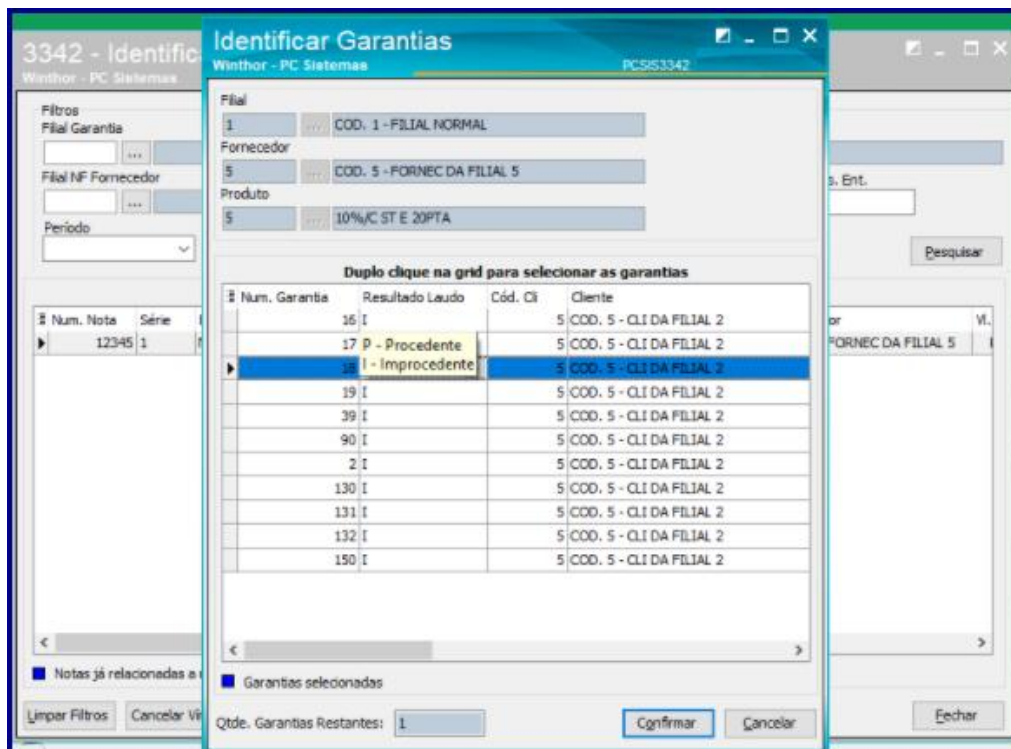 3342 - Identific
Winthor - PC Sistemas
Filtros
Filial Garantia
...
Filial NF Fornecedor
...
Período
s. Ent.
Pesquisar
Num. Nota Série
12345 1
or Vl.
FORNEC DA FILIAL 5
Notas já relacionadas a
Limpar Filtros Cancelar Vi
Fechar
Identificar Garantias
Winthor - PC Sistemas PCSIS3342
Filial
1 ... COD. 1 - FILIAL NORMAL
Fornecedor
5 ... COD. 5 - FORNEC DA FILIAL 5
Produto
5 ... 10%/C ST E 20PTA
Duplo clique na grid para selecionar as garantias
Num. Garantia Resultado Laudo Cód. Cli Cliente
16 I 5 COD. 5 - CLI DA FILIAL 2
17 P - Procedente 5 COD. 5 - CLI DA FILIAL 2
18 I - Improcedente 5 COD. 5 - CLI DA FILIAL 2
19 I 5 COD. 5 - CLI DA FILIAL 2
39 I 5 COD. 5 - CLI DA FILIAL 2
90 I 5 COD. 5 - CLI DA FILIAL 2
2 I 5 COD. 5 - CLI DA FILIAL 2
130 I 5 COD. 5 - CLI DA FILIAL 2
131 I 5 COD. 5 - CLI DA FILIAL 2
132 I 5 COD. 5 - CLI DA FILIAL 2
150 I 5 COD. 5 - CLI DA FILIAL 2
Garantias selecionadas
Qtde. Garantias Restantes: 1
Confirmar Cancelar